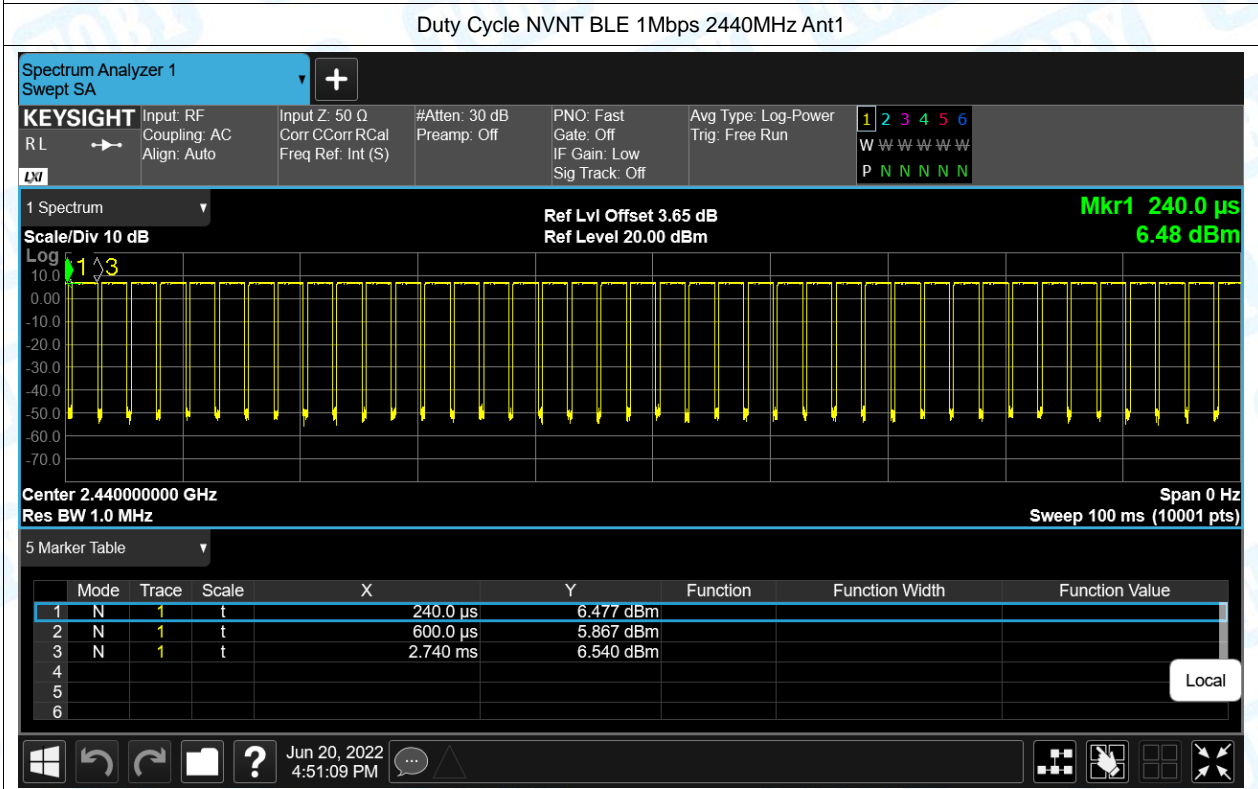 Duty Cycle NVNT BLE 1Mbps 2440MHz Ant1
Spectrum Analyzer 1
Swept SA
KEYSIGHT
RL
LXI
Input: RF
Coupling: AC
Align: Auto
Input Z: 50 Ω
Corr CCorr RCal
Freq Ref: Int (S)
#Atten: 30 dB
Preamp: Off
PNO: Fast
Gate: Off
IF Gain: Low
Sig Track: Off
Avg Type: Log-Power
Trig: Free Run
1 2 3 4 5 6
W W W W W W
P N N N N N
1 Spectrum
Scale/Div 10 dB
Ref Lvl Offset 3.65 dB
Ref Level 20.00 dBm
Mkr1 240.0 µs
6.48 dBm
Log
1 3
10.0
0.00
-10.0
-20.0
-30.0
-40.0
-50.0
-60.0
-70.0
Center 2.440000000 GHz
Res BW 1.0 MHz
Span 0 Hz
Sweep 100 ms (10001 pts)
5 Marker Table
Mode Trace Scale X Y Function Function Width Function Value
1 N 1 t 240.0 µs 6.477 dBm
2 N 1 t 600.0 µs 5.867 dBm
3 N 1 t 2.740 ms 6.540 dBm
4
5
6
Local
Jun 20, 2022
4:51:09 PM